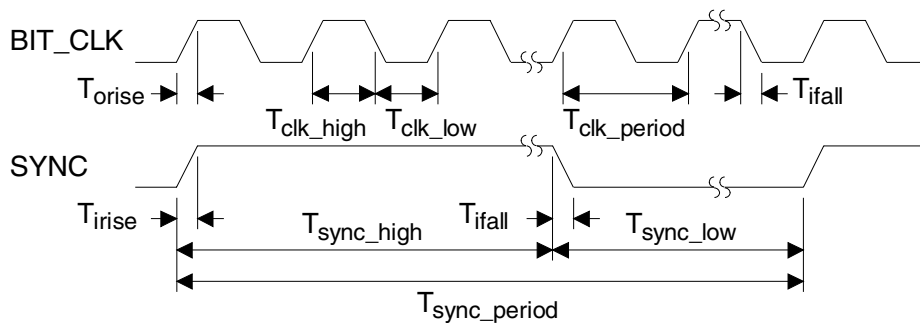 BIT_CLK
Torise
Tclk_high
Tclk_low
Tclk_period
Tifall
SYNC
Tirise
Tsync_high
Tifall
Tsync_low
Tsync_period